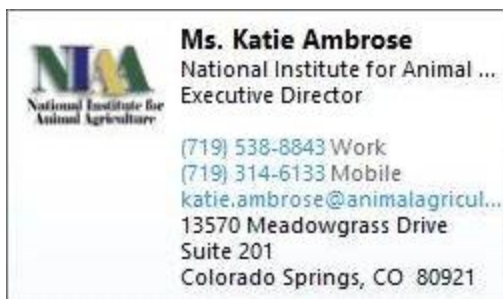 NIAA
National Institute for
Animal Agriculture
Ms. Katie Ambrose
National Institute for Animal ...
Executive Director
(719) 538-8843 Work
(719) 314-6133 Mobile
katie.ambrose@animalagricul...
13570 Meadowgrass Drive
Suite 201
Colorado Springs, CO 80921